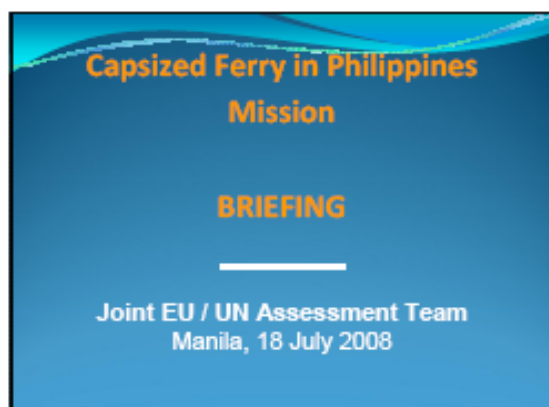 Capsized Ferry in Philippines
Mission
BRIEFING
Joint EU / UN Assessment Team
Manila, 18 July 2008